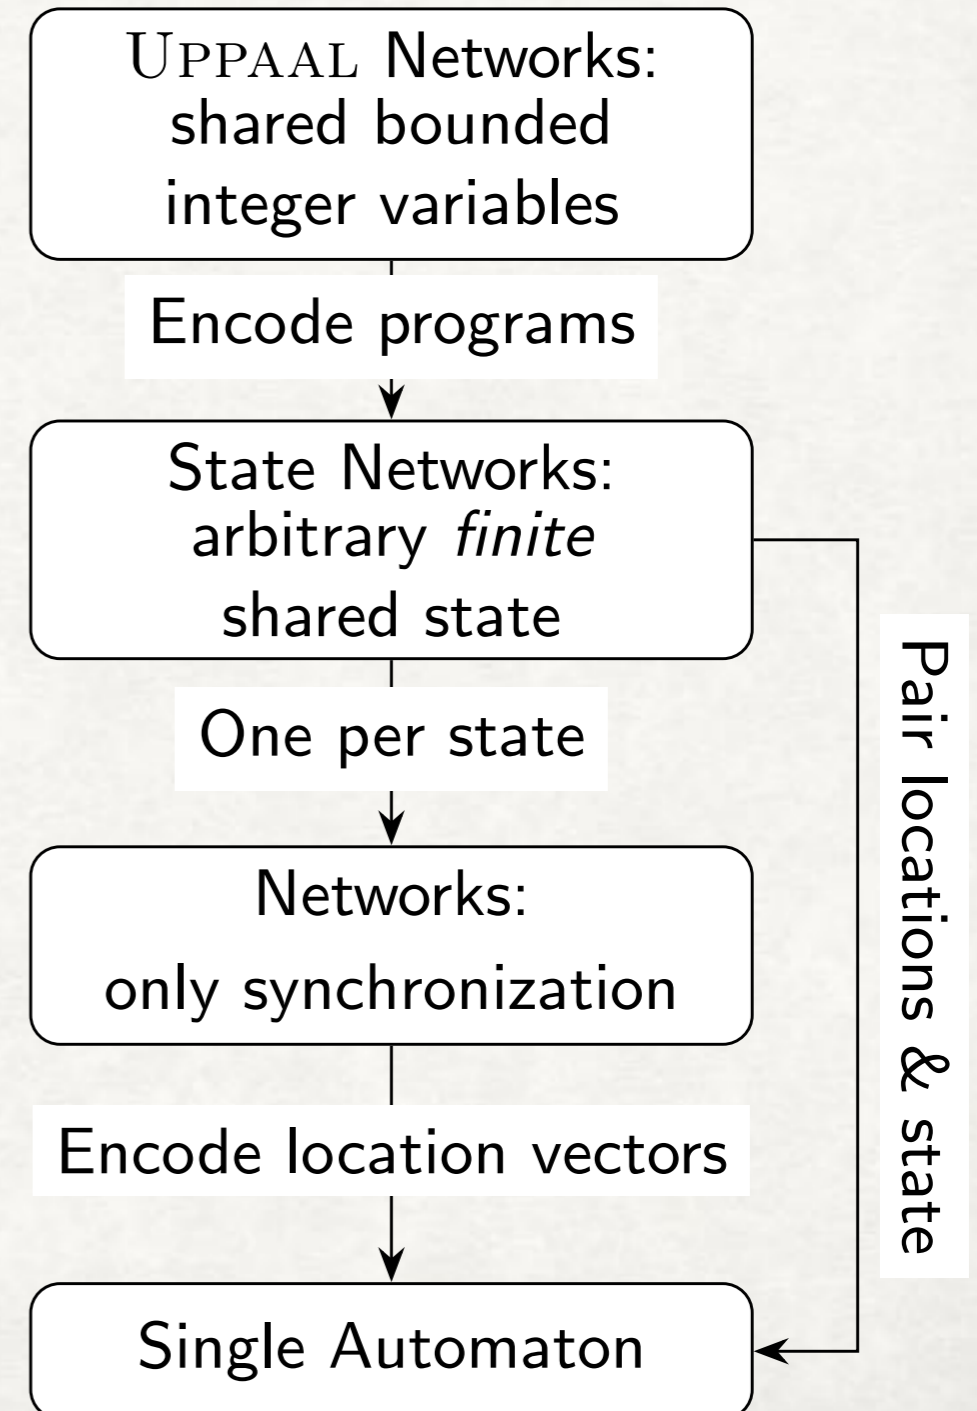 UPPAAL Networks:
shared bounded
integer variables
Encode programs
State Networks:
arbitrary finite
shared state
One per state
Networks:
only synchronization
Encode location vectors
Single Automaton
Pair locations & state